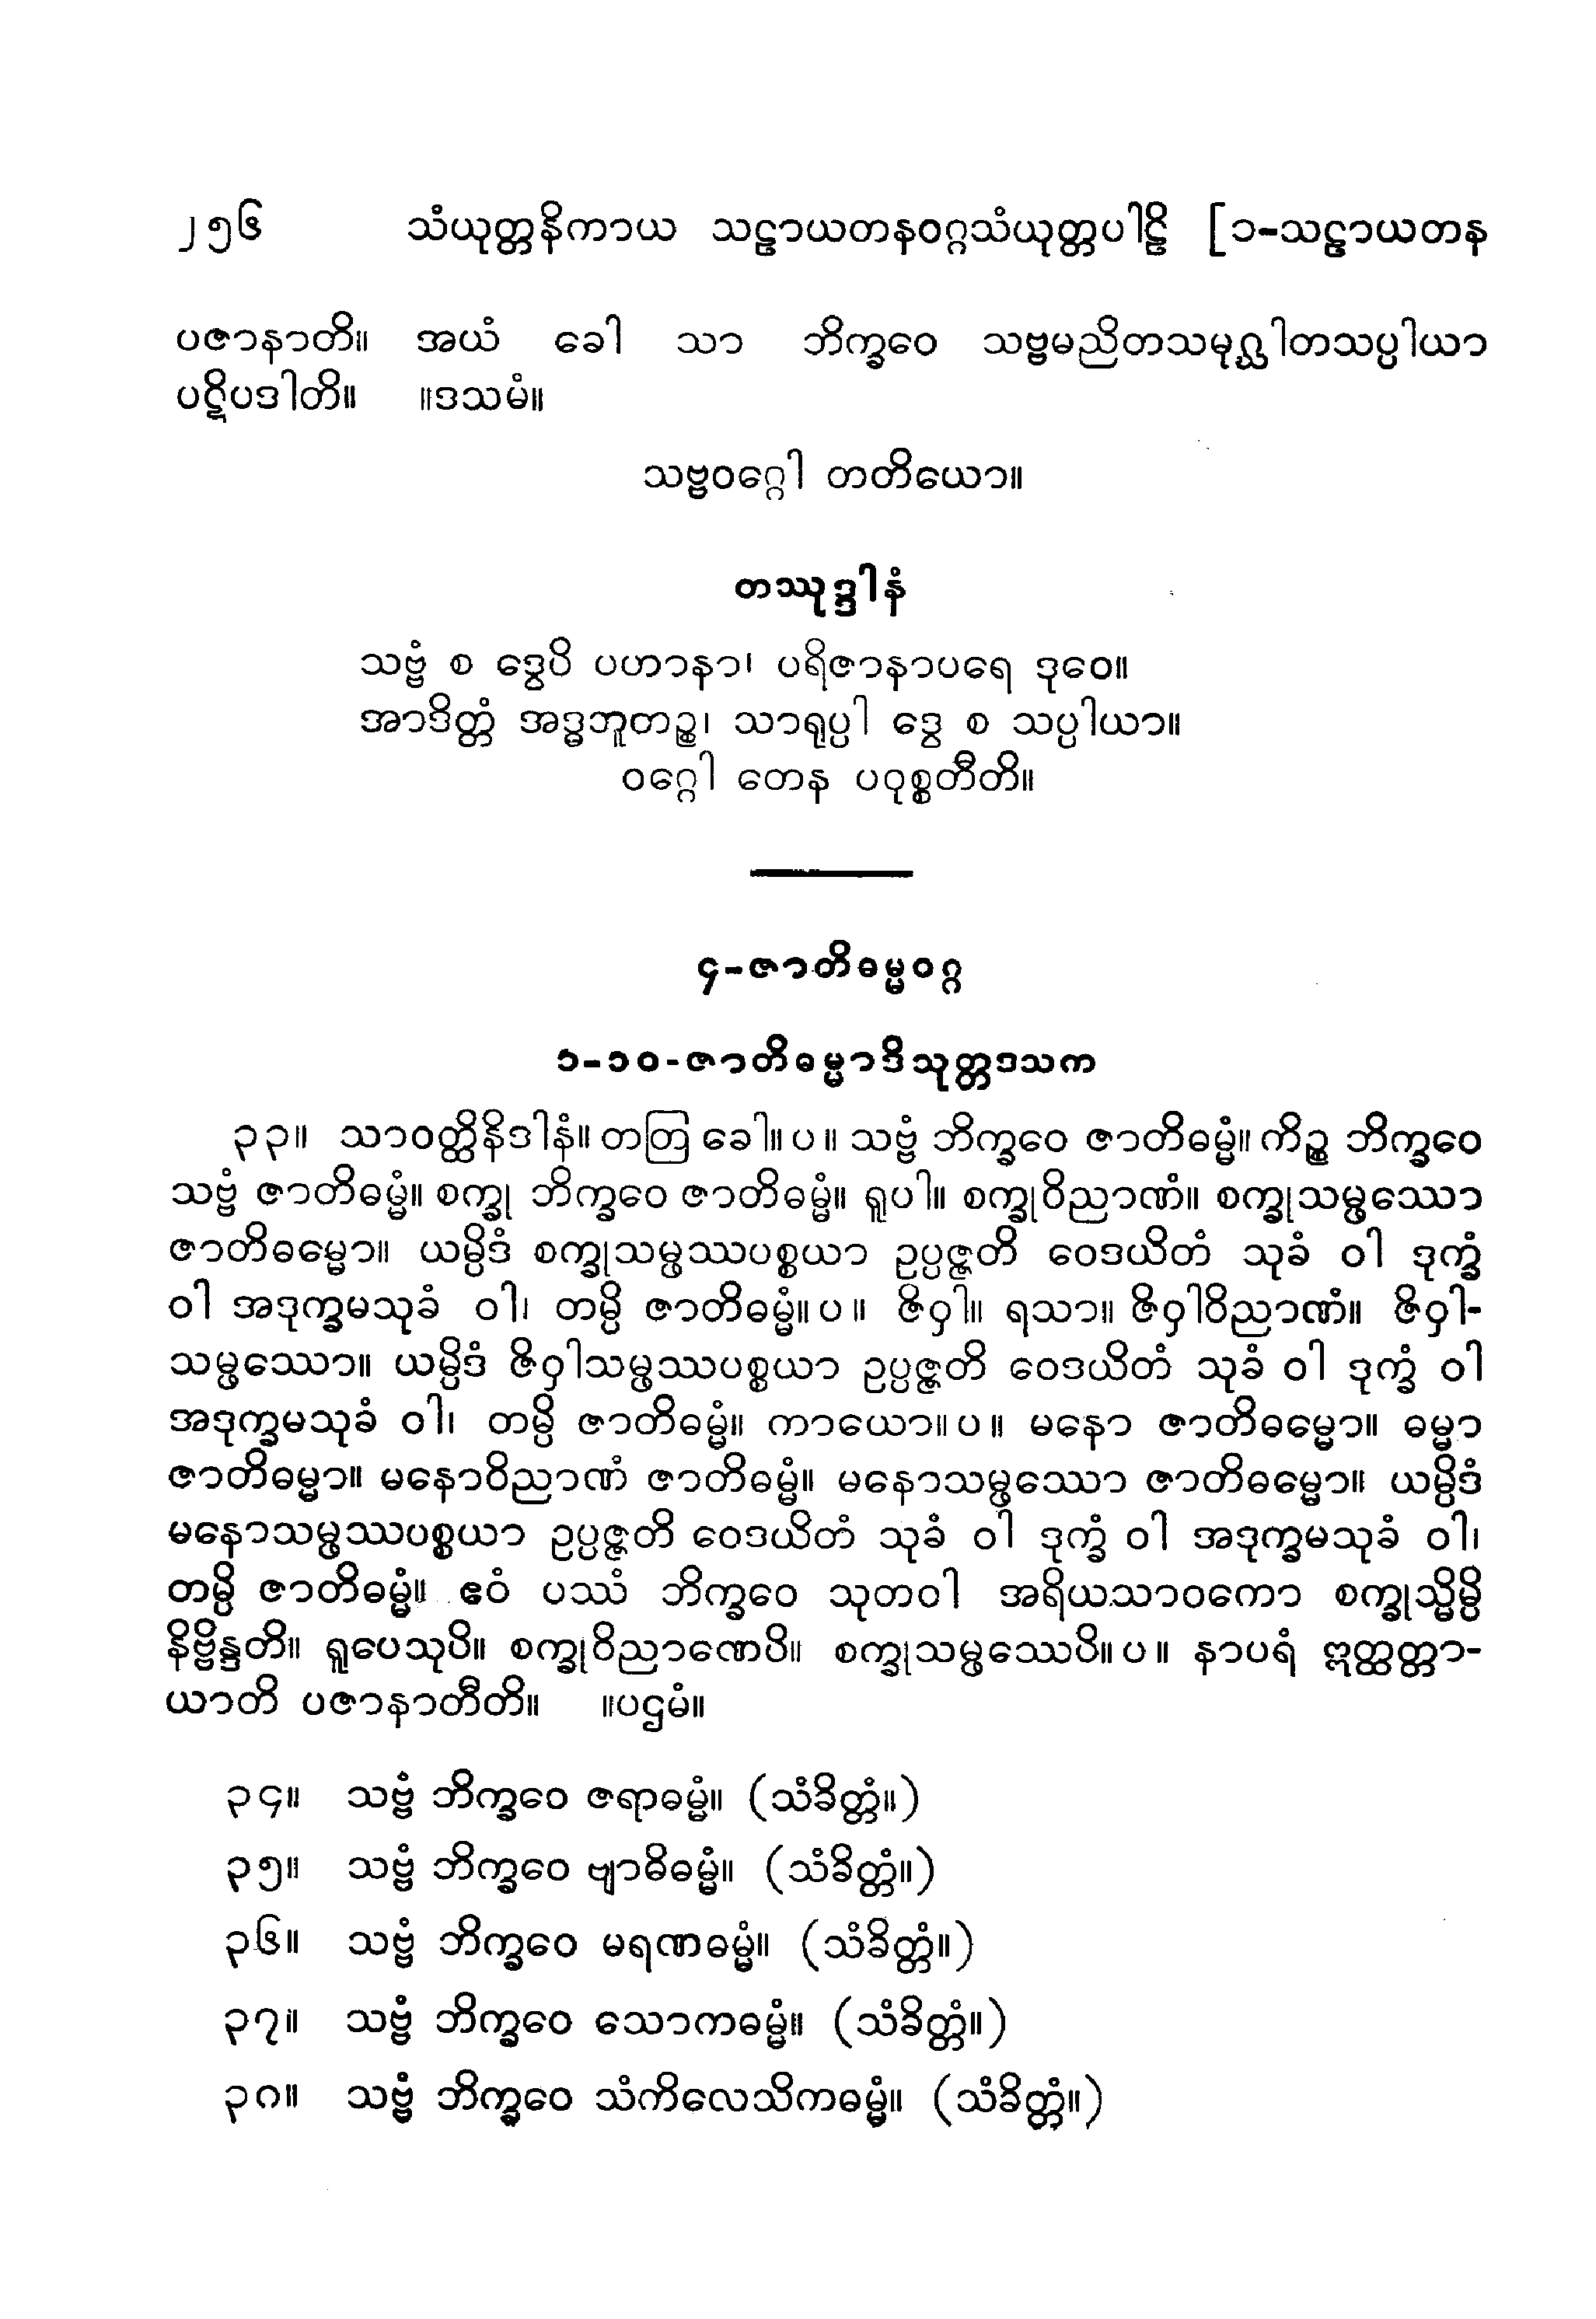 ၂၅၆ သံယုတ္တနိကာယ သဠာယတနဝဂ္ဂသံယုတ္တပါဠိ [၁-သဠာယတန
ပဇာနာတိ။ အယံ ခေါ သာ ဘိက္ခဝေ သဗ္ဗမညိတသမုဂ္ဃါတသပ္ပါယာ
ပဋိပဒါတိ။ ။ဒသမံ။
သဗ္ဗဝဂ္ဂေါ တတိယော။
တဿုဒ္ဒါနံ
သဗ္ဗံ စ ဒွေပိ ပဟာနာ၊ ပရိဇာနာပရေ ဒုဝေ။
အာဒိတ္တံ အဒ္ဓဘူတဉ္စ၊ သာရုပ္ပါ ဒွေ စ သပ္ပါယာ။
ဝဂ္ဂေါ တေန ပဝုစ္စတီတိ။
၄-ဇာတိဓမ္မဝဂ္ဂ
၁-၁၀-ဇာတိဓမ္မာဒိသုတ္တဒသက
၃၃။ သာဝတ္ထိနိဒါနံ။ တတြ ခေါ။ပ။ သဗ္ဗံ ဘိက္ခဝေ ဇာတိဓမ္မံ။ ကိဉ္စ ဘိက္ခဝေ
သဗ္ဗံ ဇာတိဓမ္မံ။ စက္ခု ဘိက္ခဝေ ဇာတိဓမ္မံ။ ရူပါ။ စက္ခုဝိညာဏံ။ စက္ခုသမ္ဖဿော
ဇာတိဓမ္မော။ ယမ္ပိဒံ စက္ခုသမ္ဖဿပစ္စယာ ဥပ္ပဇ္ဇတိ ဝေဒယိတံ သုခံ ဝါ ဒုက္ခံ
ဝါ အဒုက္ခမသုခံ ဝါ၊ တမ္ပိ ဇာတိဓမ္မံ။ပ။ ဇိဝှါ။ ရသာ။ ဇိဝှါဝိညာဏံ။ ဇိဝှါ-
သမ္ဖဿော။ ယမ္ပိဒံ ဇိဝှါသမ္ဖဿပစ္စယာ ဥပ္ပဇ္ဇတိ ဝေဒယိတံ သုခံ ဝါ ဒုက္ခံ ဝါ
အဒုက္ခမသုခံ ဝါ၊ တမ္ပိ ဇာတိဓမ္မံ။ ကာယော။ပ။ မနော ဇာတိဓမ္မော။ ဓမ္မာ
ဇာတိဓမ္မာ။ မနောဝိညာဏံ ဇာတိဓမ္မံ။ မနောသမ္ဖဿော ဇာတိဓမ္မော။ ယမ္ပိဒံ
မနောသမ္ဖဿပစ္စယာ ဥပ္ပဇ္ဇတိ ဝေဒယိတံ သုခံ ဝါ ဒုက္ခံ ဝါ အဒုက္ခမသုခံ ဝါ၊
တမ္ပိ ဇာတိဓမ္မံ။ ဧဝံ ပဿံ ဘိက္ခဝေ သုတဝါ အရိယသာဝကော စက္ခုသ္မိမ္ပိ
နိဗ္ဗိန္ဒတိ။ ရူပေသုပိ။ စက္ခုဝိညာဏေပိ။ စက္ခုသမ္ဖဿေပိ။ပ။ နာပရံ ဣတ္ထတ္တာ-
ယာတိ ပဇာနာတီတိ။ ။ပဌမံ။
၃၄။ သဗ္ဗံ ဘိက္ခဝေ ဇရာဓမ္မံ။ (သံခိတ္တံ။)
၃၅။ သဗ္ဗံ ဘိက္ခဝေ ဗျာဓိဓမ္မံ။ (သံခိတ္တံ။)
၃၆။ သဗ္ဗံ ဘိက္ခဝေ မရဏဓမ္မံ။ (သံခိတ္တံ။)
၃၇။ သဗ္ဗံ ဘိက္ခဝေ သောကဓမ္မံ။ (သံခိတ္တံ။)
၃၈။ သဗ္ဗံ ဘိက္ခဝေ သံကိလေသိကဓမ္မံ။ (သံခိတ္တံ။)